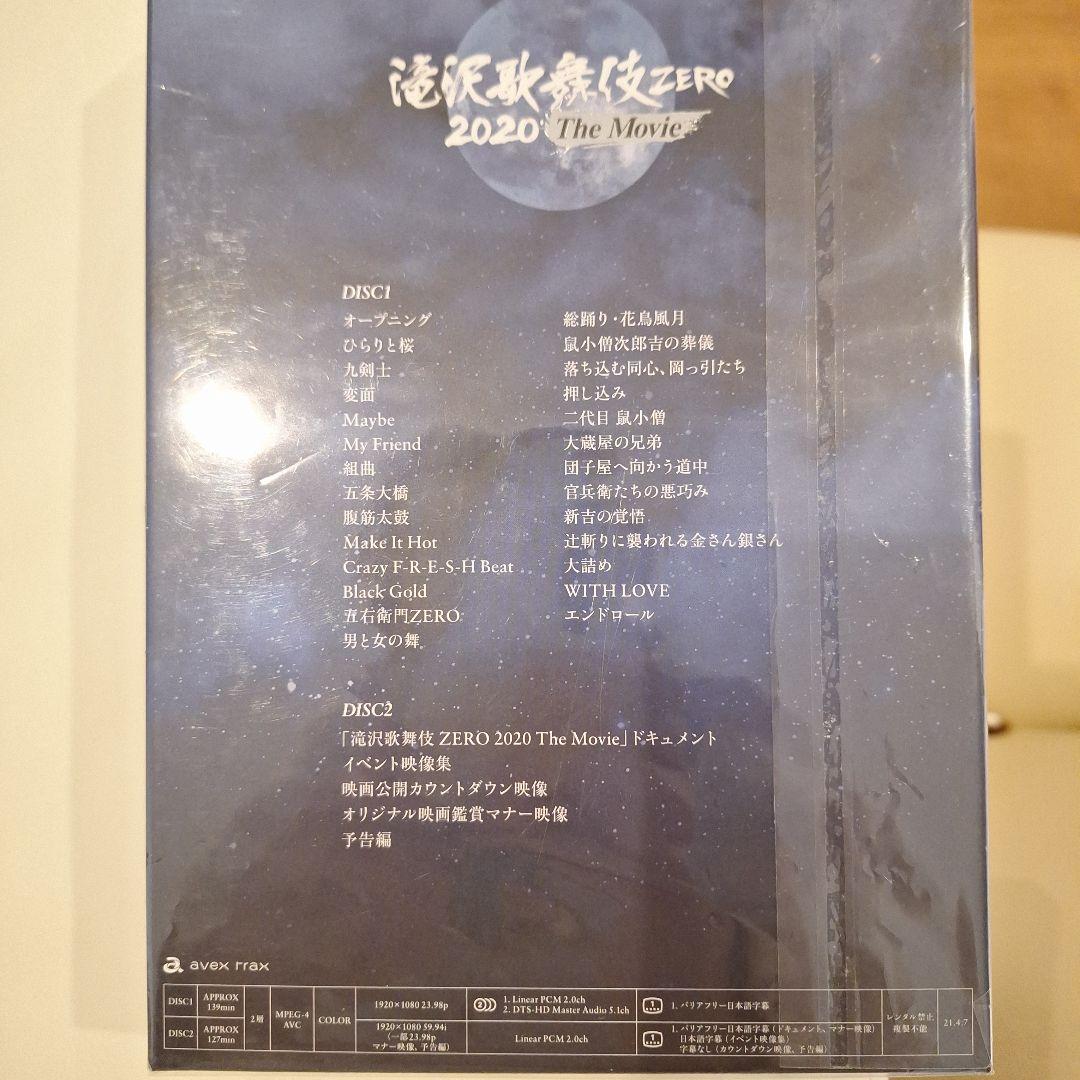 滝沢歌舞伎ZERO
2020 The Movie
DISC1
オープニング
ひらりと桜
九剣士
変面
Maybe
My Friend
組曲
五条大橋
腹筋太鼓
Make It Hot
Crazy F-R-E-S-H Beat
Black Gold
五右衛門ZERO
男と女の舞
総踊り・花鳥風月
鼠小僧次郎吉の葬儀
落ち込む同心、岡っ引たち
押し込み
二代目 鼠小僧
大蔵屋の兄弟
団子屋へ向かう道中
官兵衛たちの悪巧み
新吉の覚悟
辻斬りに襲われる金さん銀さん
大詰め
WITH LOVE
エンドロール
DISC2
「滝沢歌舞伎 ZERO 2020 The Movie」ドキュメント
イベント映像集
映画公開カウントダウン映像
オリジナル映画鑑賞マナー映像
予告編
a avex trax
DISC1
APPROX
139min
DISC2
APPROX
127min
2層
MPEG-4
AVC
COLOR
1920×1080 23.98p
1920×1080 59.94i
(一部23.98p
マナー映像、予告編)
2
1. Linear PCM 2.0ch
2. DTS-HD Master Audio 5.1ch
Linear PCM 2.0ch
1
1. バリアフリー日本語字幕
1
1. バリアフリー日本語字幕 (ドキュメント、マナー映像)
日本語字幕 (イベント映像集)
字幕なし (カウントダウン映像、予告編)
レンタル禁止
複製不能
21.4.7